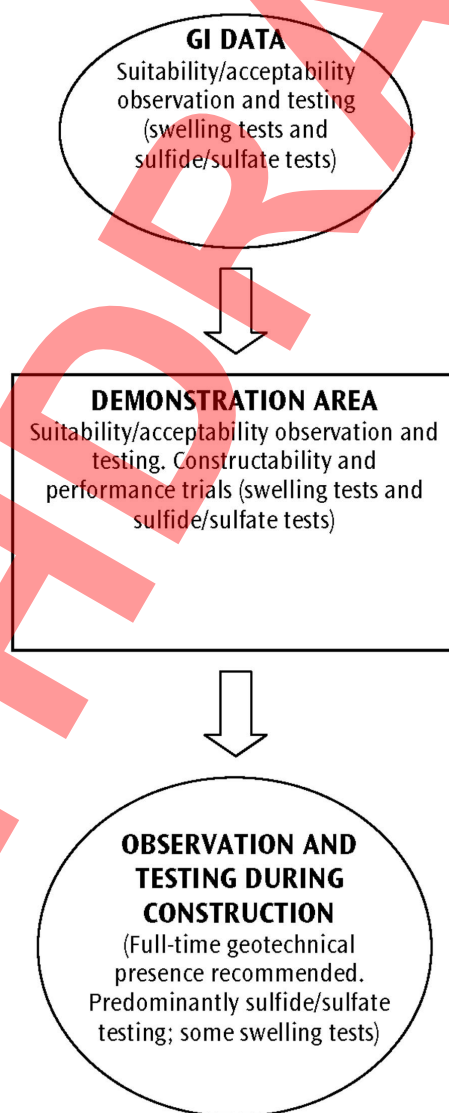 GI DATA
Suitability/acceptability
observation and testing
(swelling tests and
sulfide/sulfate tests)
DEMONSTRATION AREA
Suitability/acceptability observation and
testing. Constructability and
performance trials (swelling tests and
sulfide/sulfate tests)
OBSERVATION AND
TESTING DURING
CONSTRUCTION
(Full-time geotechnical
presence recommended.
Predominantly sulfide/sulfate
testing; some swelling tests)